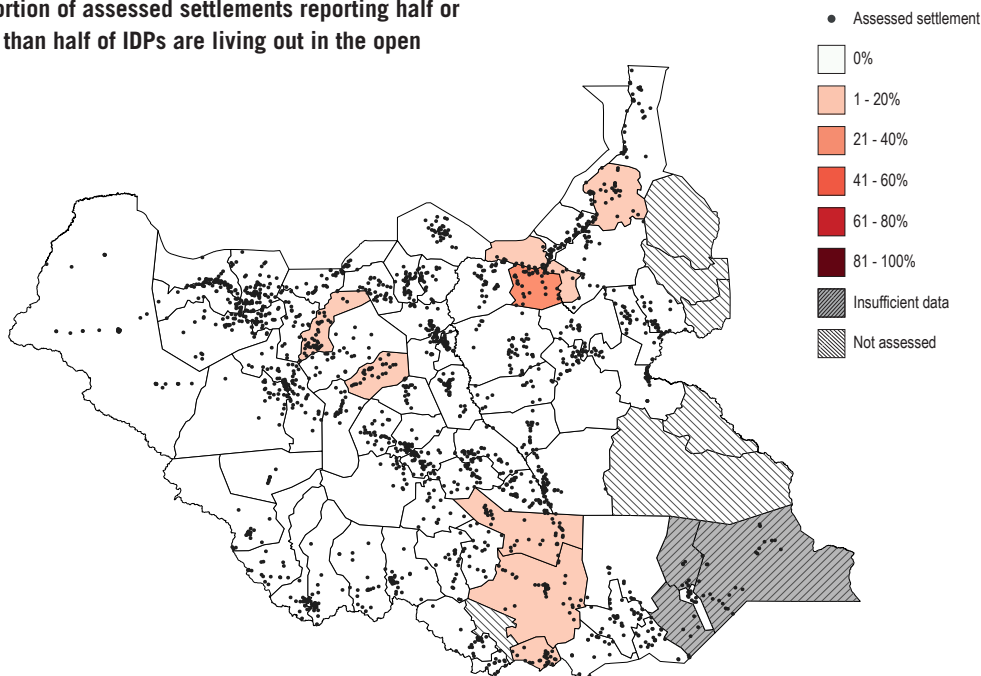 of assessed settlements reporting half or
than half of IDPs are living out in the open
Assessed settlement
0%
1 - 20%
21 - 40%
41 - 60%
61 - 80%
81 - 100%
Insufficient data
Not assessed